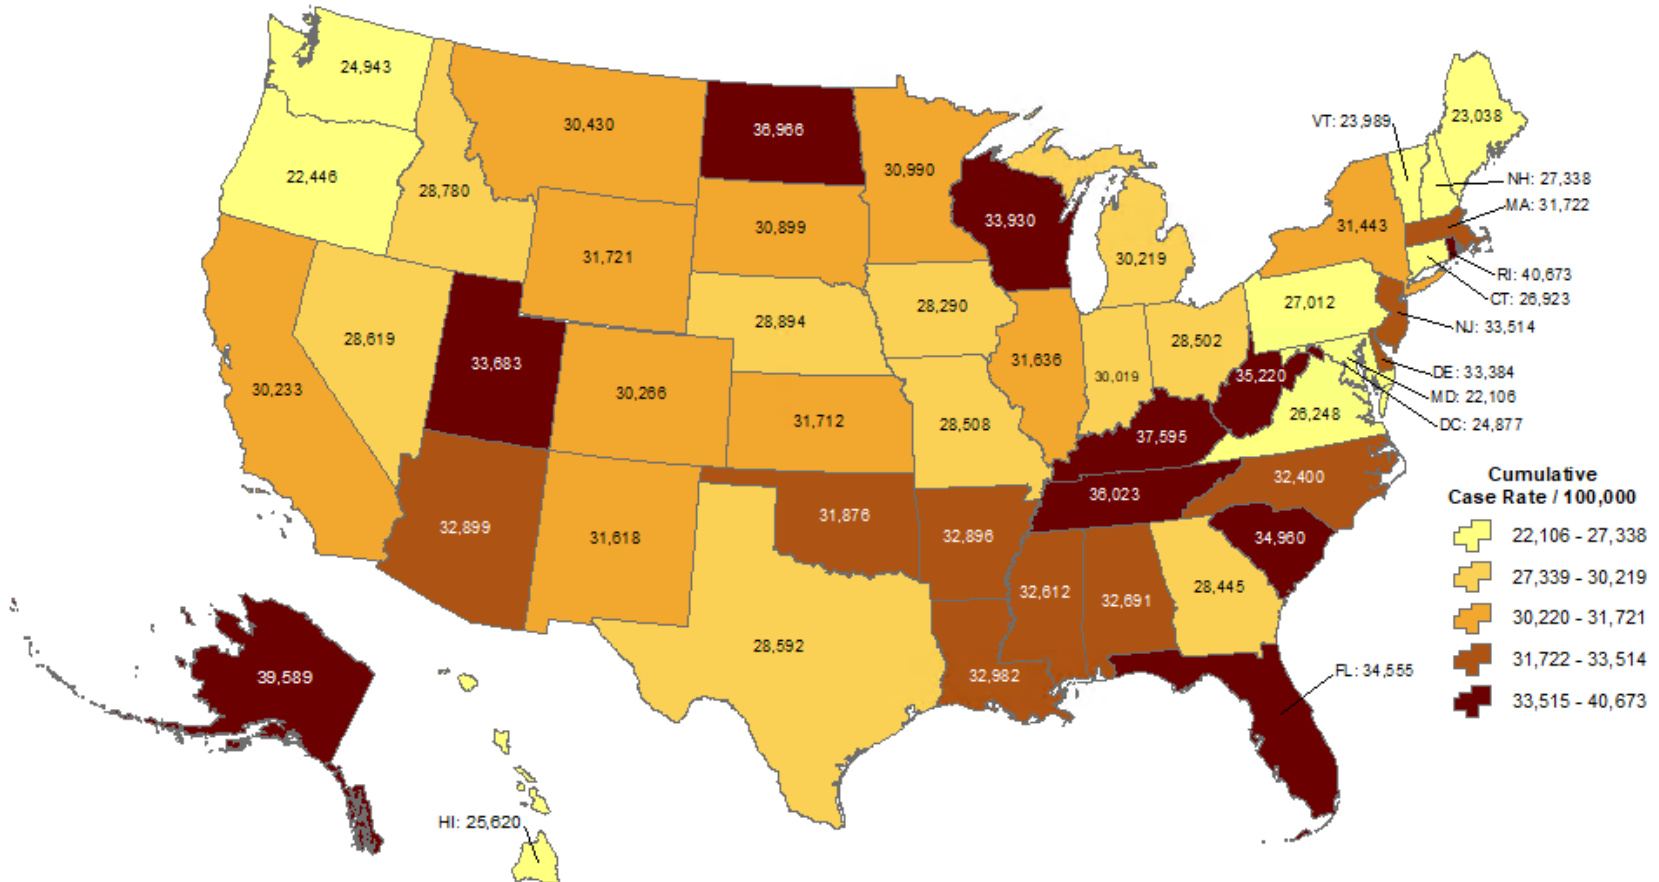 24,943
23,038
VT: 23,989
30,430
36,966
30,990
22,446
28,780
NH: 27,338
MA: 31,722
33,930
30,899
31,443
31,721
30,219
RI: 40,673
CT: 26,923
27,012
28,290
28,894
NJ: 33,514
28,619
28,502
31,636
33,683
DE: 33,384
30,019
35,220
30,233
30,266
MD: 22,106
26,248
31,712
28,508
DC: 24,877
37,595
Cumulative
Case Rate / 100,000
32,400
36,023
31,876
32,899
32,896
31,618
34,960
22,106 - 27,338
27,339 - 30,219
28,445
32,612
32,691
30,220 - 31,721
28,592
31,722 - 33,514
39,589
32,982
FL: 34,555
33,515 - 40,673
HI: 25,620